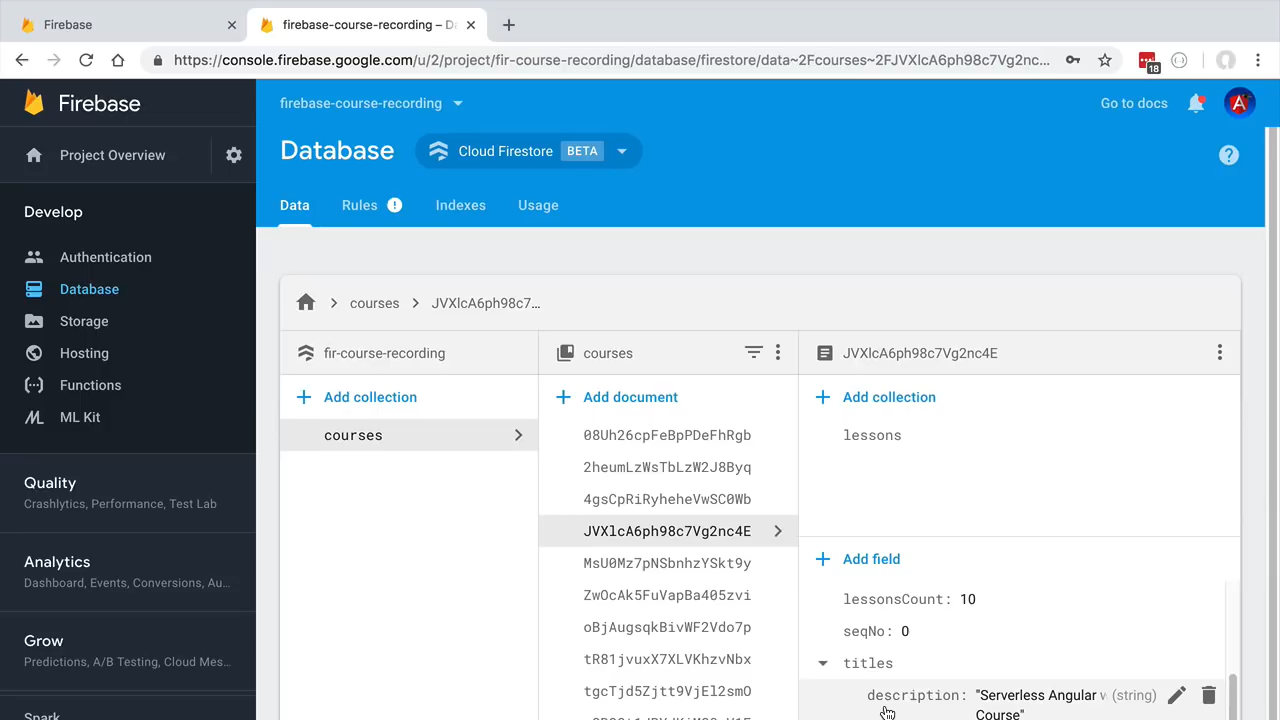 Firebase
firebase-course-recording – Da
https://console.firebase.google.com/u/2/project/fir-course-recording/database/firestore/data~2Fcourses~2FJVXlcA6ph98c7Vg2nc...
18
Firebase
firebase-course-recording
Go to docs
Project Overview
Database
Cloud Firestore
BETA
Develop
Data
Rules
Indexes
Usage
Authentication
Database
Storage
Hosting
Functions
ML Kit
courses
JVXlcA6ph98c7...
fir-course-recording
courses
JVXlcA6ph98c7Vg2nc4E
Add collection
Add document
Add collection
courses
08Uh26cpFeBpPDeFhRgb
lessons
2heumLzWsTbLzW2J8Byq
4gsCpRiRyheheVwSC0Wb
JVXlcA6ph98c7Vg2nc4E
MsU0Mz7pNSbnhzYSkt9y
ZwOcAk5FuVapBa405zvi
oBjAugsqkBivWF2Vdo7p
tR81jvuxX7XLVKhzvNbx
tgcTjd5Zjtt9VjEl2smO
Add field
lessonsCount: 10
seqNo: 0
titles
description: "Serverless Angular (string)
Course"
Quality
Crashlytics, Performance, Test Lab
Analytics
Dashboard, Events, Conversions, Au...
Grow
Predictions, A/B Testing, Cloud Mes...
Spark